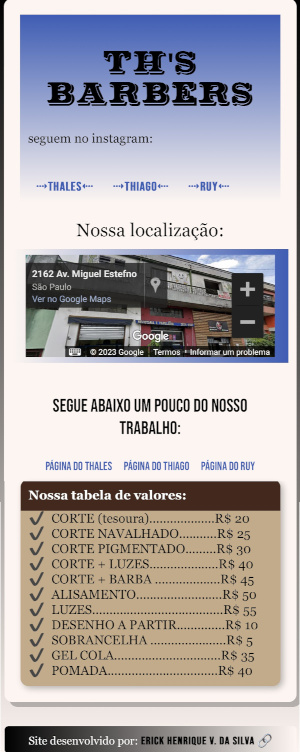 TH'S
BARBERS
seguem no instagram:
⤑THALES⬸ ⤑THIAGO⬸ ⤑RUY⬸
Nossa localização:
2162 Av. Miguel Estefno
São Paulo
Ver no Google Maps
Google
© 2023 Google Termos Informar um problema
SEGUE ABAIXO UM POUCO DO NOSSO
TRABALHO:
PÁGINA DO THALES PÁGINA DO THIAGO PÁGINA DO RUY
Nossa tabela de valores:
CORTE (tesoura)....................R$ 20
CORTE NAVALHADO...........R$ 25
CORTE PIGMENTADO.........R$ 30
CORTE + LUZES.....................R$ 40
CORTE + BARBA ....................R$ 45
ALISAMENTO..........................R$ 50
LUZES........................................R$ 55
DESENHO A PARTIR...............R$ 10
SOBRANCELHA .......................R$ 5
GEL COLA.................................R$ 35
POMADA...................................R$ 40
Site desenvolvido por: ERICK HENRIQUE V. DA SILVA